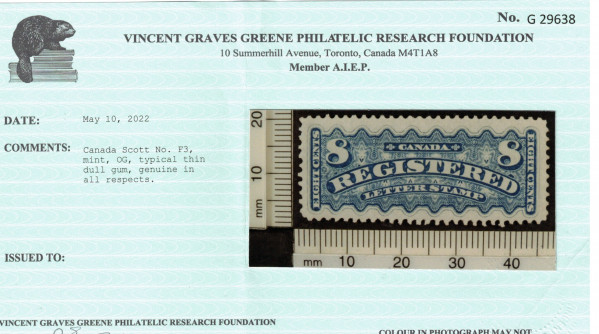 No. G 29638
VINCENT GRAVES GREENE PHILATELIC RESEARCH FOUNDATION
10 Summerhill Avenue, Toronto, Canada M4T1A8
Member A.I.E.P.
DATE: May 10, 2022
COMMENTS: Canada Scott No. F3,
mint, OG, typical thin
dull gum, genuine in
all respects.
20
10
mm
8 CANADA 8
EIGHT CENTS REGISTERED EIGHT CENTS
LETTER STAMP
mm 10 20 30 40
ISSUED TO:
VINCENT GRAVES GREENE PHILATELIC RESEARCH FOUNDATION
COLOUR IN PHOTOGRAPH MAY NOT